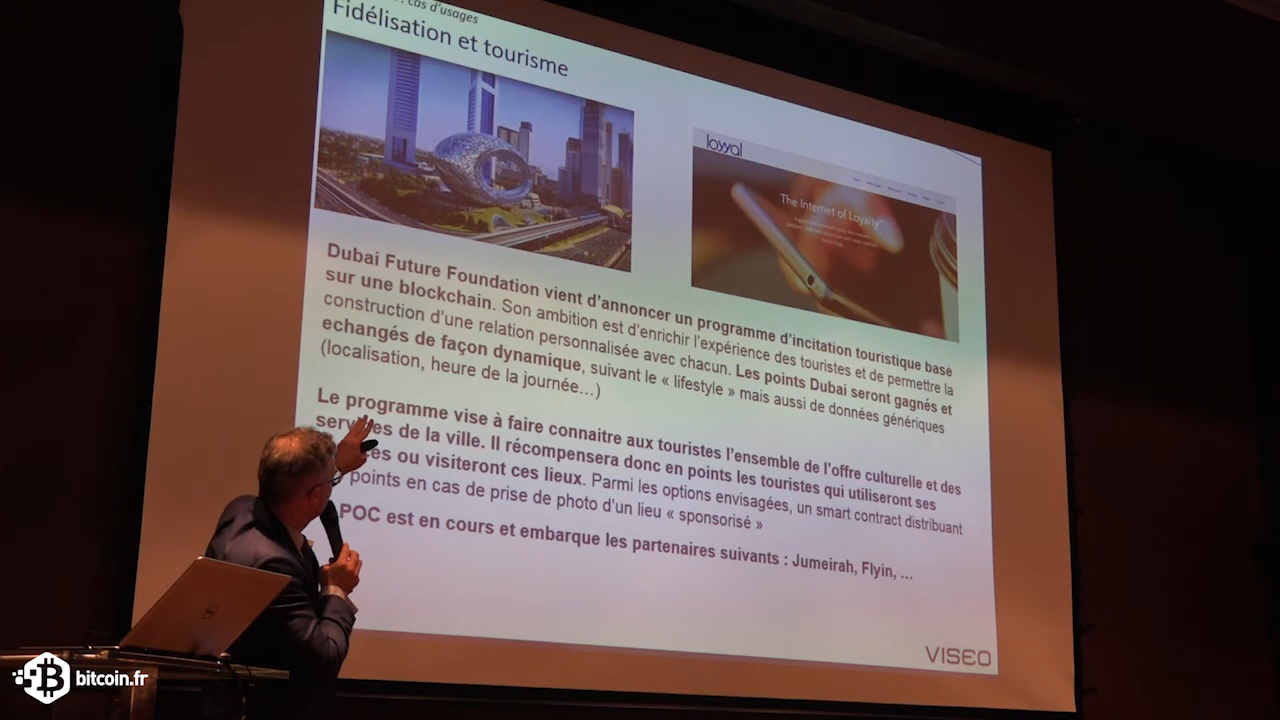 : cas d'usages
Fidélisation et tourisme
loyyal
The Internet of Loyalty
Dubai Future Foundation vient d'annoncer un programme d'incitation touristique basé
sur une blockchain. Son ambition est d'enrichir l'expérience des touristes et de permettre la
construction d'une relation personnalisée avec chacun. Les points Dubai seront gagnés et
echangés de façon dynamique, suivant le « lifestyle » mais aussi de données génériques
(localisation, heure de la journée…)
Le programme vise à faire connaitre aux touristes l'ensemble de l'offre culturelle et des
services de la ville. Il récompensera donc en points les touristes qui utiliseront ses
ou visiteront ces lieux. Parmi les options envisagées, un smart contract distribuant
points en cas de prise de photo d'un lieu « sponsorisé »
POC est en cours et embarque les partenaires suivants : Jumeirah, Flyin, …
VISEO
bitcoin.fr